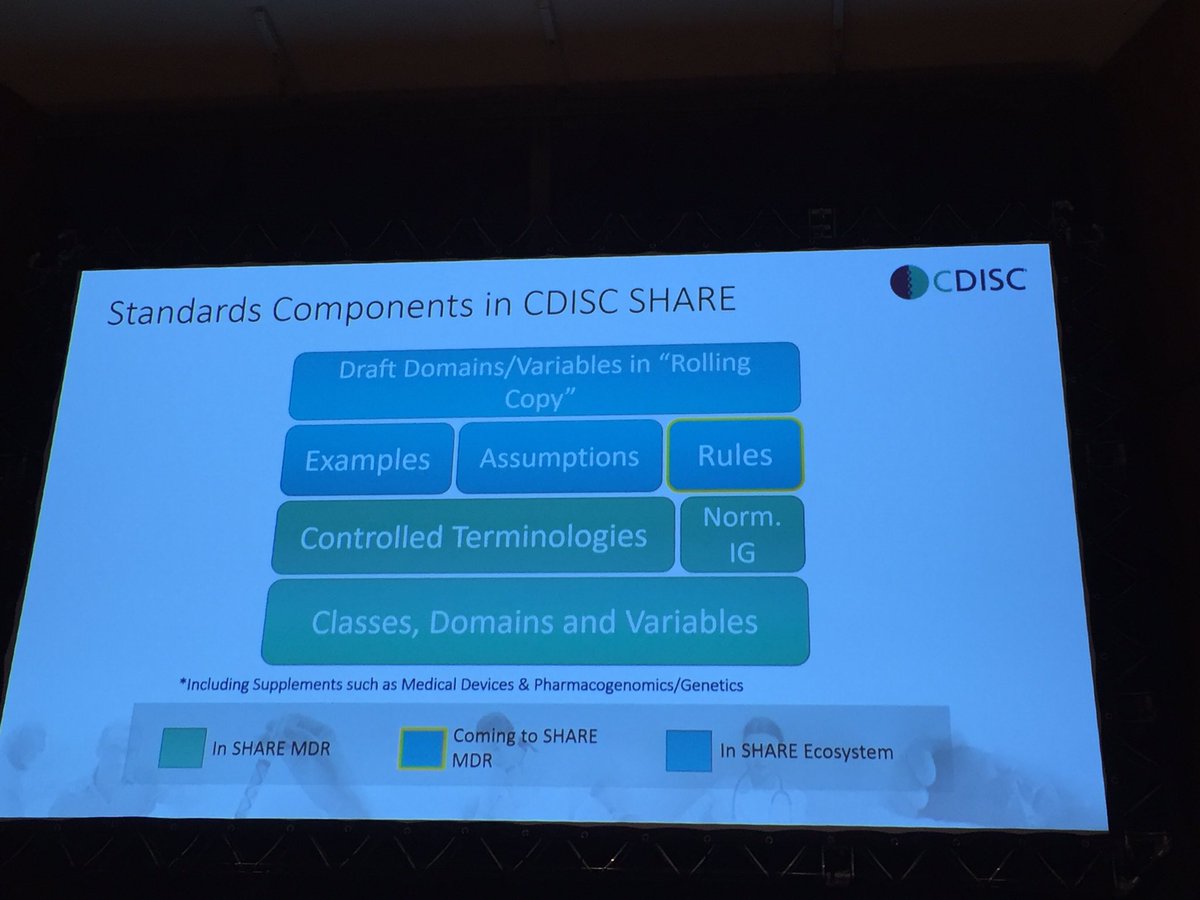 CDISC
Standards Components in CDISC SHARE
Draft Domains/Variables in “Rolling
Copy”
Examples
Assumptions
Rules
Controlled Terminologies
Norm.
IG
Classes, Domains and Variables
*Including Supplements such as Medical Devices & Pharmacogenomics/Genetics
In SHARE MDR
Coming to SHARE
MDR
In SHARE Ecosystem